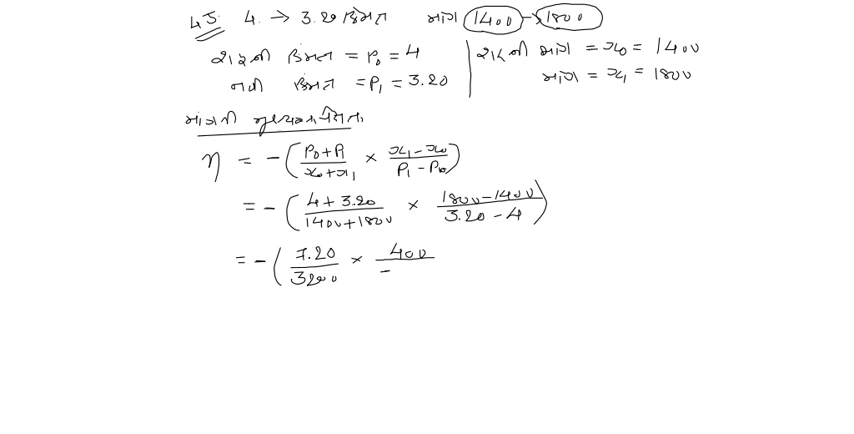 45. 4. → 3.20 કિંમત માંગ 1400 → 1800
શરૂની કિંમત = P₀ = 4 શરૂની માંગ = x₀ = 1400
નવી કિંમત = P₁ = 3.20 માંગ = x₁ = 1800
માંગની મૂલ્યસાપેક્ષતા
η = -(P₀+P₁/x₀+x₁ × x₁-x₀/P₁-P₀)
= -(4+3.20/1400+1800 × 1800-1400/3.20-4)
= -(7.20/3200 × 400/-